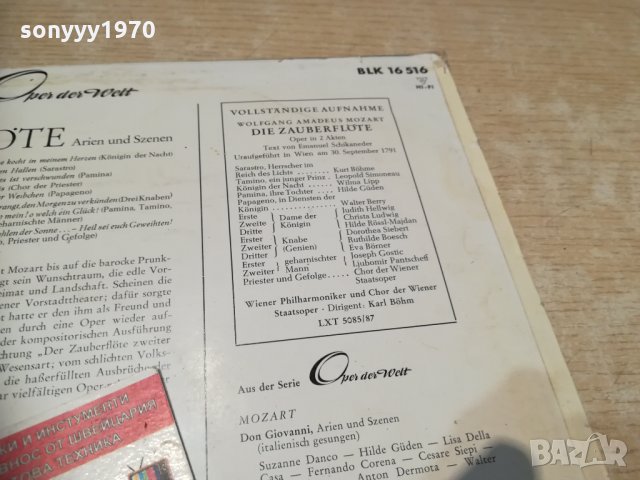 sonyyy1970
BLK 16 516
HI-FI
Oper der Welt
ÖTE Arien und Szenen
e kocht in meinem Herzen (Königin der Nacht)
n Hallen (Sarastro)
s ist verschwunden (Pamina)
s (Chor der Priester)
r Weibchen (Papageno)
rangt, den Morgen zu verkünden (Drei Knaben)
r mein! o welch ein Glück! (Pamina, Tamino,
geharnischte Männer)
hlen der Sonne . . . – Heil sei euch Geweihten!
o, Priester und Gefolge)
t Mozart bis auf die barocke Prunk-
gt sein Wunschtraum, die edle Vor-
eimat und Landschaft. Scheinen die
ener Vorstadttheater; dafür sorgte
t hatte er den ihm als Freund und
en durch eine Oper wieder auf-
der kompositorischen Ausführung
chtung „Der Zauberflöte zweiter
Wesensart; vom schlichten Volks-
die haßerfüllten Ausbrüche der
r vielfältigen Oper
VOLLSTÄNDIGE AUFNAHME
WOLFGANG AMADEUS MOZART
DIE ZAUBERFLÖTE
Oper in 2 Akten
Text von Emanuel Schikaneder
Uraufgeführt in Wien am 30. September 1791
Sarastro, Herrscher im
Reich des Lichts Kurt Böhme
Tamino, ein junger Prinz Leopold Simoneau
Königin der Nacht Wilma Lipp
Pamina, ihre Tochter Hilde Güden
Papageno, in Diensten der
Königin Walter Berry
Erste Judith Hellwig
Zweite Dame der Königin Christa Ludwig
Dritte Hilde Rössl-Majdan
Erster Dorothea Siebert
Zweiter Knabe (Genien) Ruthilde Boesch
Dritter Eva Börner
Erster geharnischter Joseph Gostic
Zweiter Mann Ljubomir Pantscheff
Priester und Gefolge Chor der Wiener
Staatsoper
Wiener Philharmoniker und Chor der Wiener
Staatsoper · Dirigent: Karl Böhm
LXT 5085/87
Aus der Serie Oper der Welt
MOZART
Don Giovanni, Arien und Szenen
(italienisch gesungen)
Suzanne Danco – Hilde Güden – Lisa Della
Casa – Fernando Corena – Cesare Siepi –
Anton Dermota – Walter
КИ И ИНСТУМЕНТИ
ВНОС ОТ ШВЕЙЦАРИЯ
ОВА ТЕХНИКА
bazar.bg